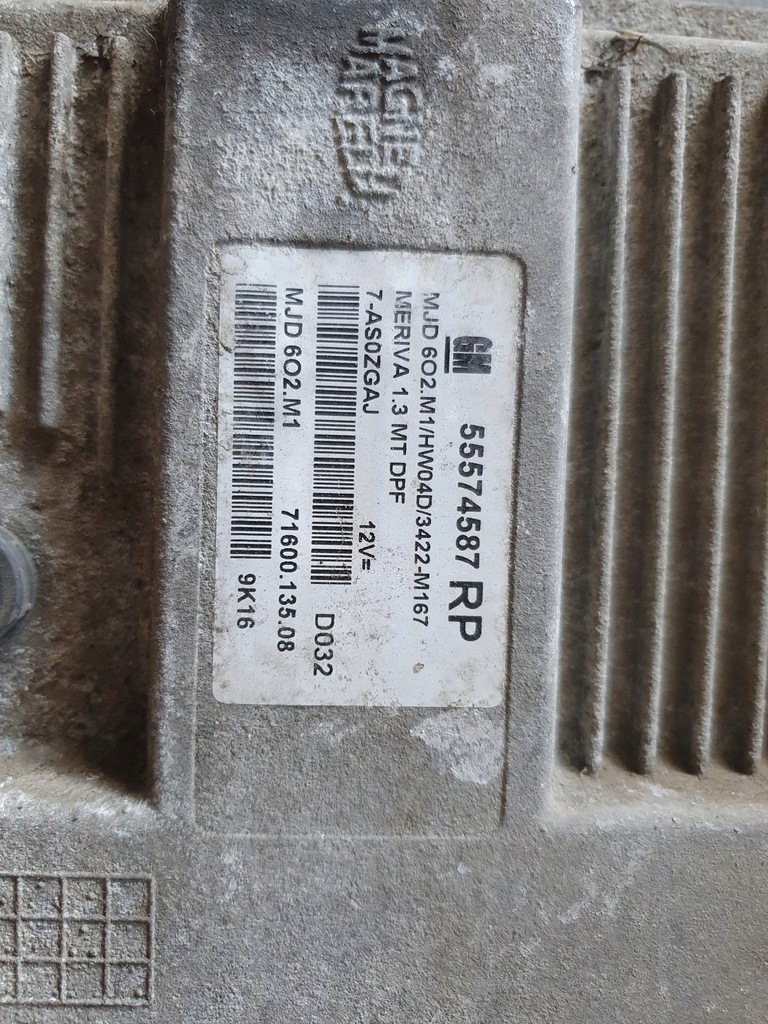 MAGNETI
MARELLI
GM 55574587 RP
MJD 6O2.M1/HW04D/3422-M167
MERIVA 1.3 MT DPF
7-AS0ZGAJ 12V=
D032
MJD 6O2.M1 71600.135.08
9K16